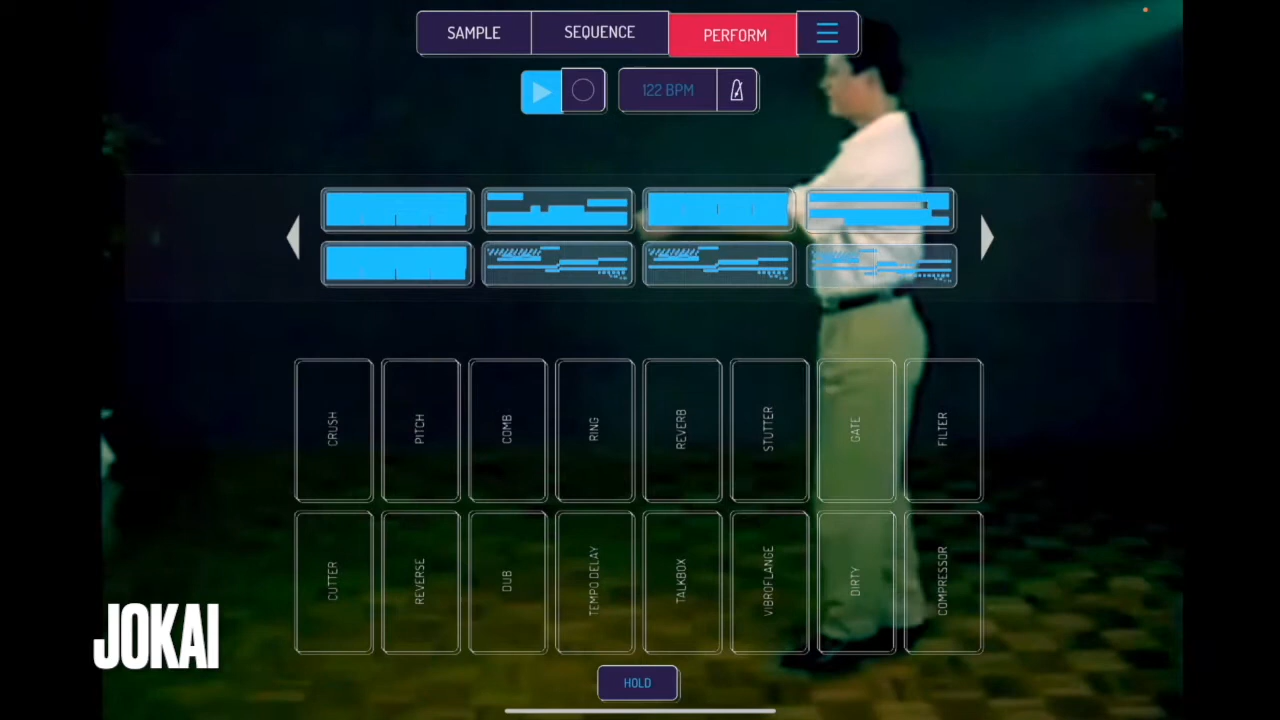 SAMPLE SEQUENCE PERFORM
122 BPM
CRUSH PITCH COMB RING REVERB STUTTER GATE FILTER
CUTTER REVERSE DUB TEMPO DELAY TALKBOX VIBROFLANGE DIRTY COMPRESSOR
JOKAI
HOLD